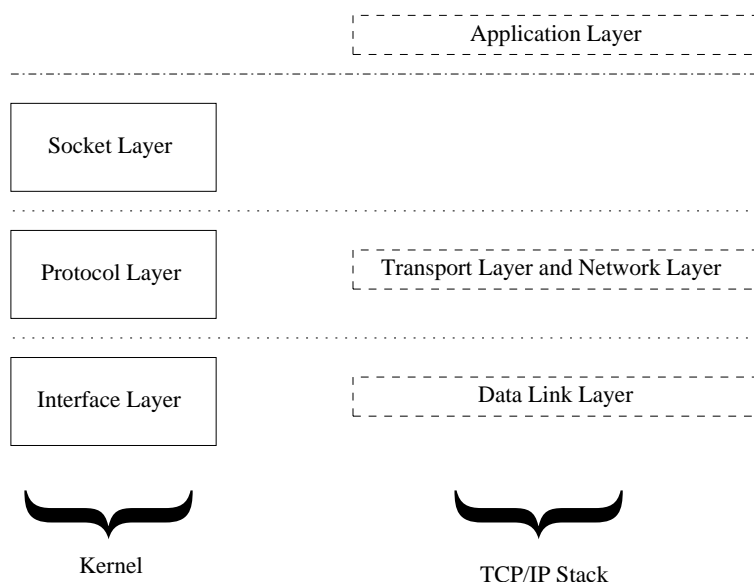 Application Layer
Socket Layer
Protocol Layer
Transport Layer and Network Layer
Interface Layer
Data Link Layer
Kernel
TCP/IP Stack